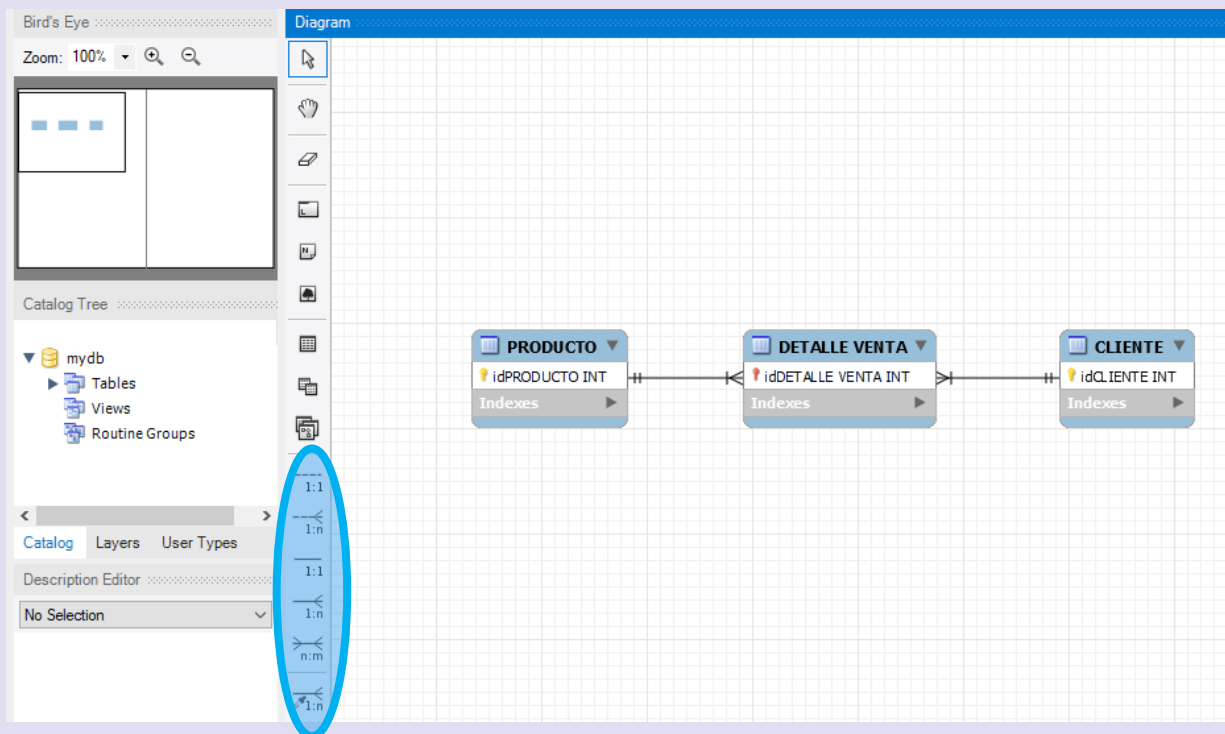 Bird's Eye
Zoom: 100%
Catalog Tree
mydb
Tables
Views
Routine Groups
Catalog Layers User Types
Description Editor
No Selection
Diagram
L
N
1:1
1:n
1:1
1:n
n:m
1:n
PRODUCTO
idPRODUCTO INT
Indexes
DETALLE VENTA
idDETALLE VENTA INT
Indexes
CLIENTE
idCLIENTE INT
Indexes